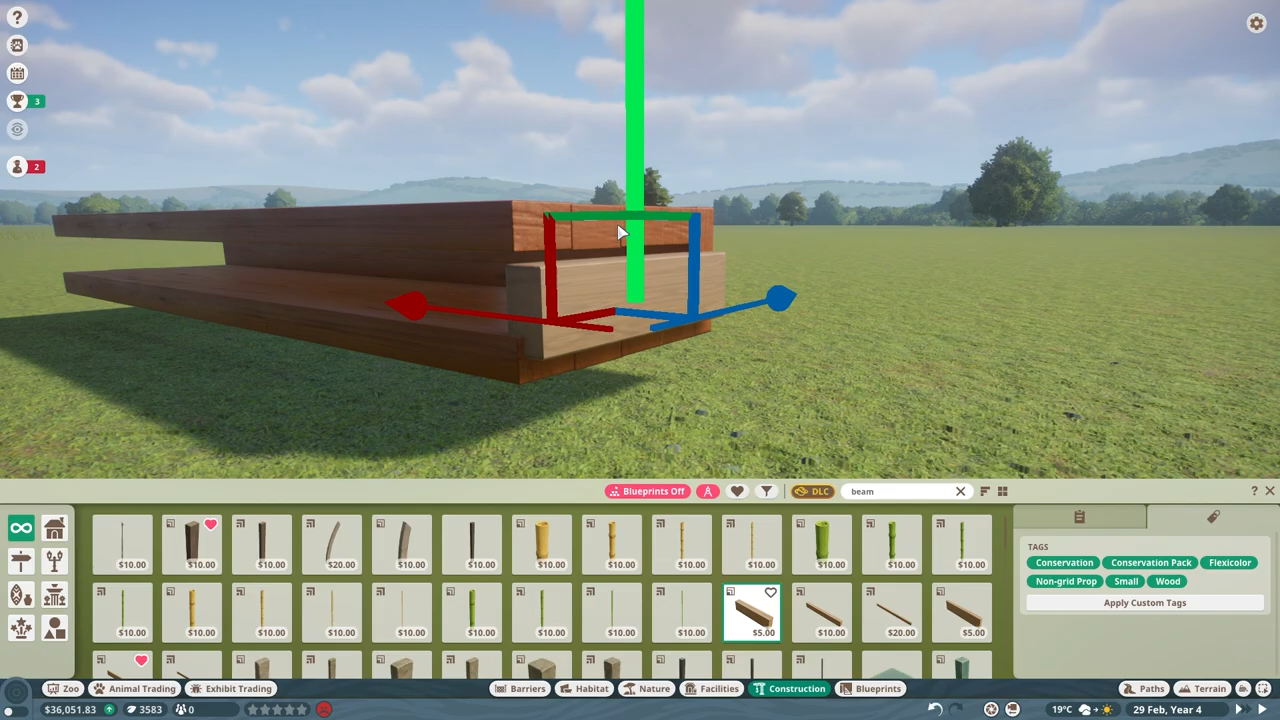 ?
3
2
Blueprints Off
DLC
beam
?
$10.00 $10.00 $10.00 $20.00 $10.00 $10.00 $10.00 $10.00 $10.00 $10.00 $10.00 $10.00 $10.00
$10.00 $10.00 $10.00 $10.00 $10.00 $10.00 $10.00 $10.00 $10.00 $5.00 $10.00 $20.00 $5.00
TAGS
Conservation Conservation Pack Flexicolor
Non-grid Prop Small Wood
Apply Custom Tags
Zoo Animal Trading Exhibit Trading Barriers Habitat Nature Facilities Construction Blueprints Paths Terrain
$36,051.83 3583 0 19°C 29 Feb, Year 4